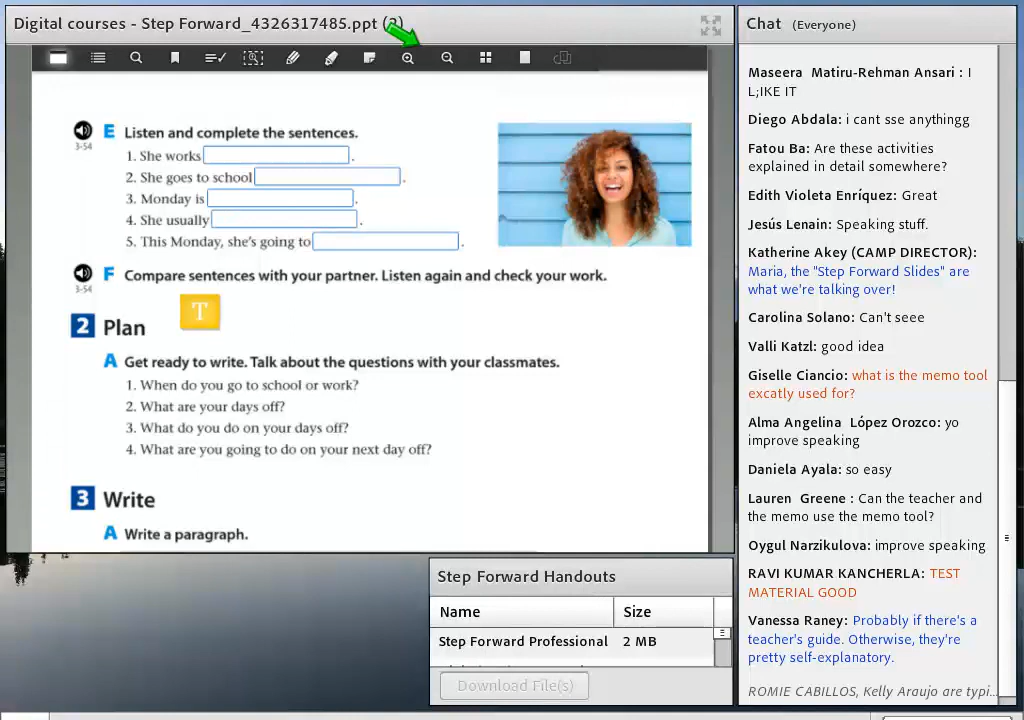 Digital courses - Step Forward_4326317485.ppt (2)
E Listen and complete the sentences.
3-54
1. She works .
2. She goes to school .
3. Monday is .
4. She usually .
5. This Monday, she's going to .
F Compare sentences with your partner. Listen again and check your work.
3-54
T
2 Plan
A Get ready to write. Talk about the questions with your classmates.
1. When do you go to school or work?
2. What are your days off?
3. What do you do on your days off?
4. What are you going to do on your next day off?
3 Write
A Write a paragraph.
Step Forward Handouts
Name Size
Step Forward Professional 2 MB
Download File(s)
Chat (Everyone)
Maseera Matiru-Rehman Ansari : I
L;IKE IT
Diego Abdala: i cant sse anythingg
Fatou Ba: Are these activities
explained in detail somewhere?
Edith Violeta Enríquez: Great
Jesús Lenain: Speaking stuff.
Katherine Akey (CAMP DIRECTOR):
Maria, the "Step Forward Slides" are
what we're talking over!
Carolina Solano: Can't seee
Valli Katzl: good idea
Giselle Ciancio: what is the memo tool
excatly used for?
Alma Angelina López Orozco: yo
improve speaking
Daniela Ayala: so easy
Lauren Greene : Can the teacher and
the memo use the memo tool?
Oygul Narzikulova: improve speaking
RAVI KUMAR KANCHERLA: TEST
MATERIAL GOOD
Vanessa Raney: Probably if there's a
teacher's guide. Otherwise, they're
pretty self-explanatory.
ROMIE CABILLOS, Kelly Araujo are typi...